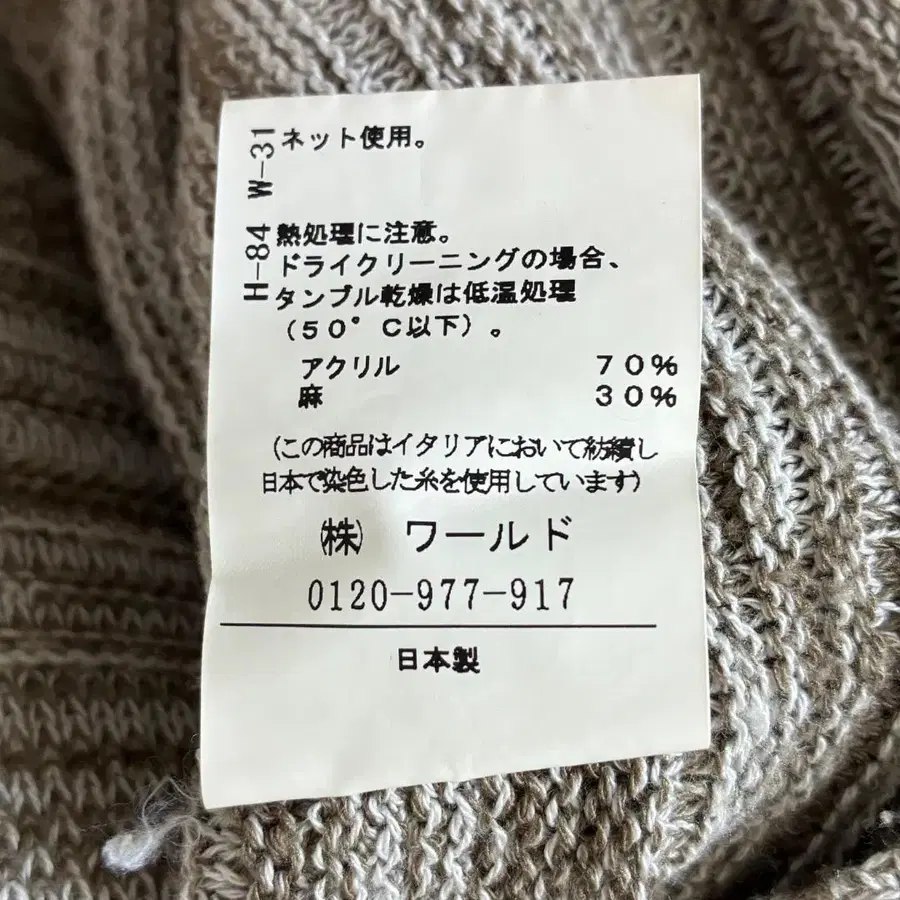 W-31
ネット使用。
H-84
熱処理に注意。
ドライクリーニングの場合、
タンブル乾燥は低温処理
(50°C以下)。
アクリル 70%
麻 30%
(この商品はイタリアにおいて紡績し
日本で染色した糸を使用しています)
㈱ ワールド
0120-977-917
日本製